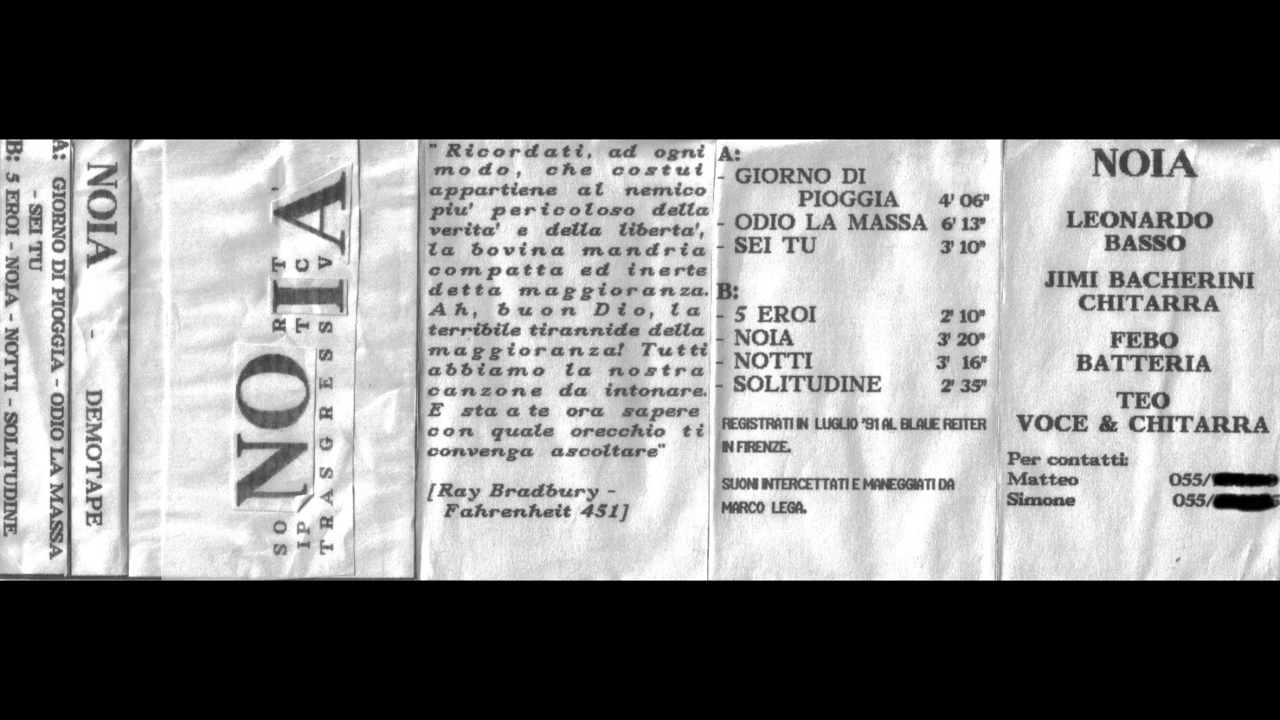 A: GIORNO DI PIOGGIA - ODIO LA MASSA
- SEI TU
B: 5 EROI - NOIA - NOTTI - SOLITUDINE
NOIA - DEMOTAPE
NOIA
" Ricordati, ad ogni
modo, che costui
appartiene al nemico
piu' pericoloso della
verita' e della liberta',
la bovina mandria
compatta ed inerte
detta maggioranza.
Ah, buon Dio, la
terribile tirannide della
maggioranza! Tutti
abbiamo la nostra
canzone da intonare.
E sta a te ora sapere
con quale orecchio ti
convenga ascoltare"
[Ray Bradbury -
Fahrenheit 451]
A:
- GIORNO DI
PIOGGIA 4' 06"
- ODIO LA MASSA 6' 13"
- SEI TU 3' 10"
B:
- 5 EROI 2' 10"
- NOIA 3' 20"
- NOTTI 3' 16"
- SOLITUDINE 2' 35"
REGISTRATI IN LUGLIO '91 AL BLAUE REITER
IN FIRENZE.
SUONI INTERCETTATI E MANEGGIATI DA
MARCO LEGA.
NOIA
LEONARDO
BASSO
JIMI BACHERINI
CHITARRA
FEBO
BATTERIA
TEO
VOCE & CHITARRA
Per contatti:
Matteo 055/
Simone 055/